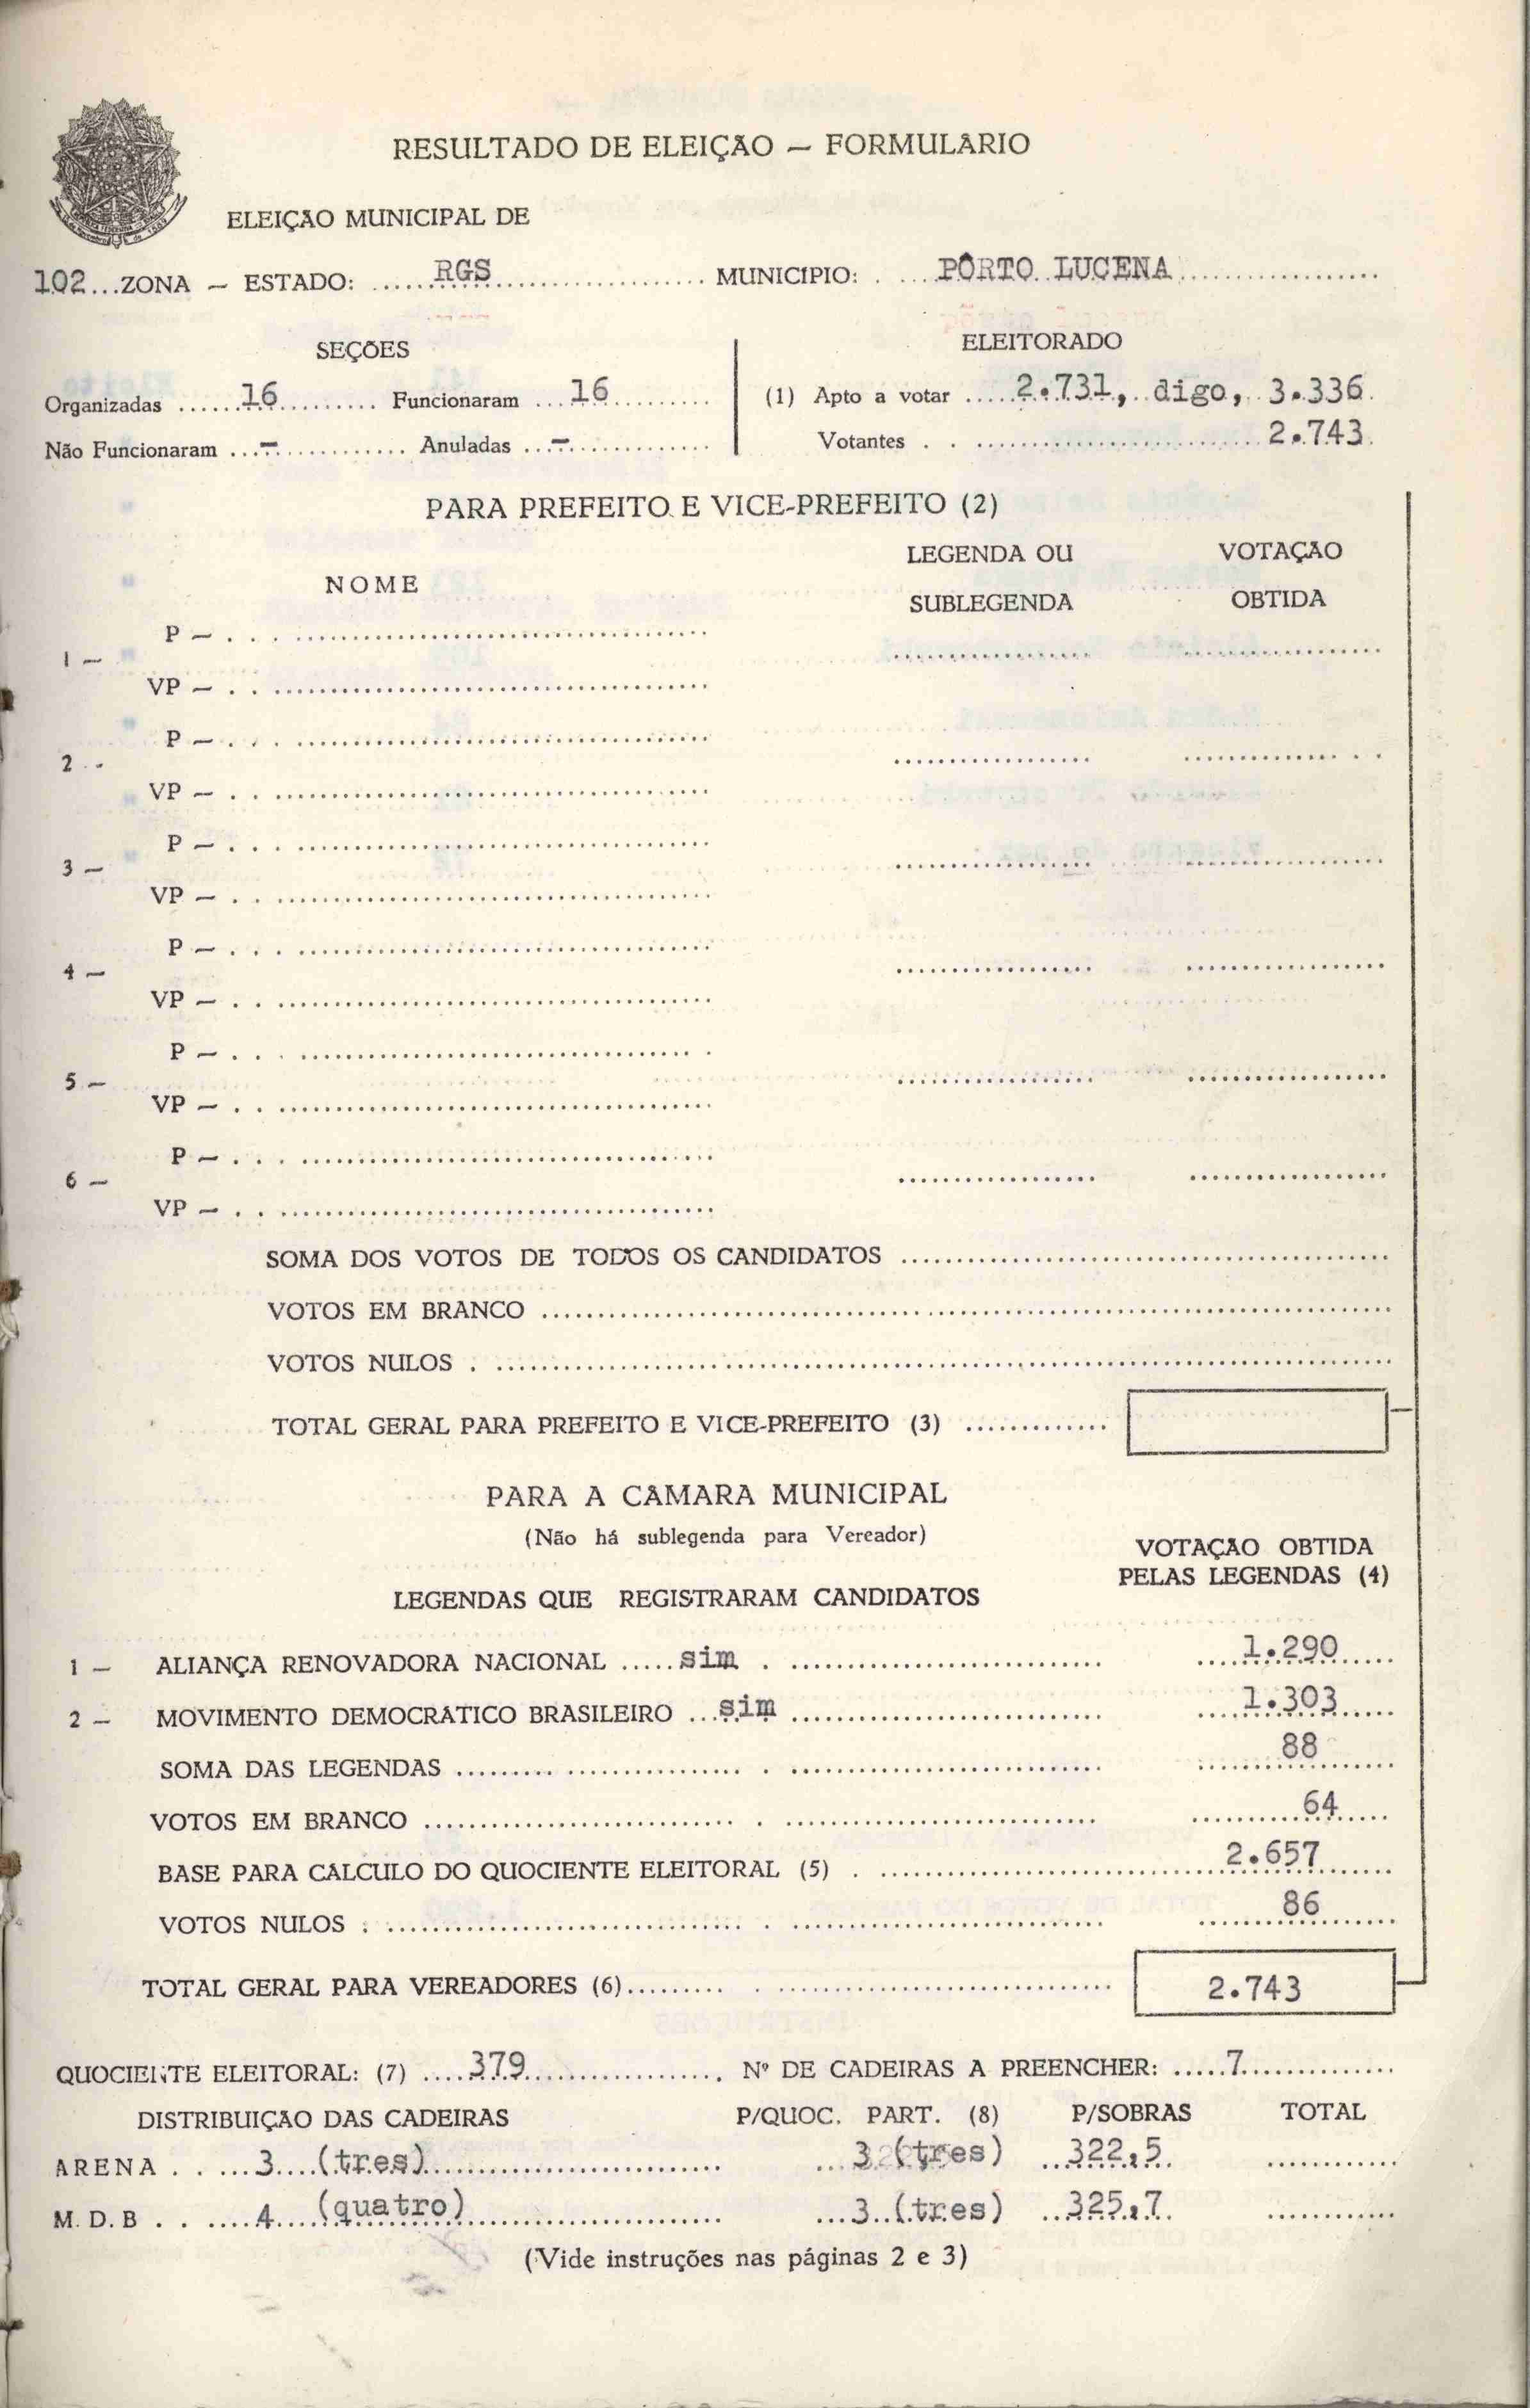 RESULTADO DE ELEIÇÃO — FORMULÁRIO
ELEIÇÃO MUNICIPAL DE
102...ZONA — ESTADO: RGS MUNICIPIO: PÔRTO LUCENA
SEÇÕES
ELEITORADO
Organizadas 16 Funcionaram 16
(1) Apto a votar 2.731, digo, 3.336
Não Funcionaram - Anuladas -
Votantes 2.743
PARA PREFEITO E VICE-PREFEITO (2)
NOME
LEGENDA OU
SUBLEGENDA
VOTAÇÃO
OBTIDA
P —
1 —
VP —
P —
2 -
VP —
P —
3 —
VP —
P —
4 —
VP —
P —
5 —
VP —
P —
6 —
VP —
SOMA DOS VOTOS DE TODOS OS CANDIDATOS
VOTOS EM BRANCO
VOTOS NULOS
TOTAL GERAL PARA PREFEITO E VICE-PREFEITO (3)
PARA A CÂMARA MUNICIPAL
(Não há sublegenda para Vereador)
VOTAÇÃO OBTIDA
PELAS LEGENDAS (4)
LEGENDAS QUE REGISTRARAM CANDIDATOS
1 — ALIANÇA RENOVADORA NACIONAL sim 1.290
2 — MOVIMENTO DEMOCRÁTICO BRASILEIRO sim 1.303
SOMA DAS LEGENDAS 88
VOTOS EM BRANCO 64
BASE PARA CÁLCULO DO QUOCIENTE ELEITORAL (5) 2.657
VOTOS NULOS 86
TOTAL GERAL PARA VEREADORES (6) 2.743
QUOCIENTE ELEITORAL: (7) 379 Nº DE CADEIRAS A PREENCHER: 7
DISTRIBUIÇÃO DAS CADEIRAS P/QUOC. PART. (8) P/SOBRAS TOTAL
ARENA 3 (tres) 3 (tres) 322,5
M. D. B 4 (quatro) 3 (tres) 325,7
(Vide instruções nas páginas 2 e 3)